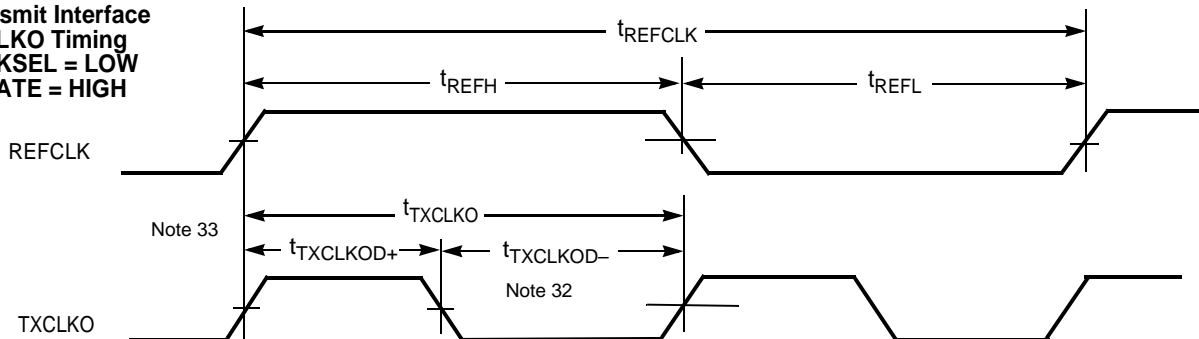 smit Interface
LKO Timing
KSEL = LOW
ATE = HIGH
tREFCLK
tREFH
tREFL
REFCLK
Note 33
tTXCLKO
tTXCLKOD+
tTXCLKOD–
Note 32
TXCLKO